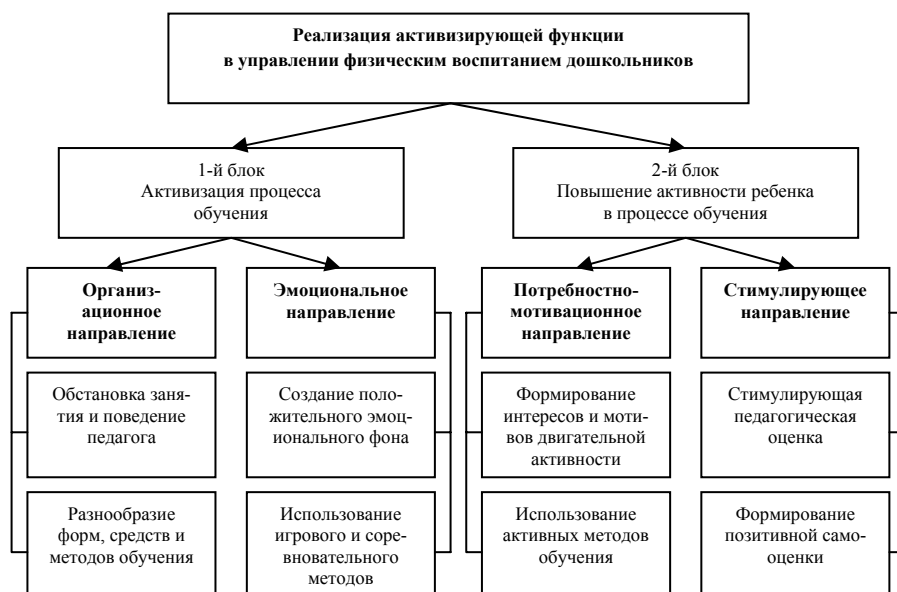 Реализация активизирующей функции
в управлении физическим воспитанием дошкольников
1-й блок
Активизация процесса
обучения
2-й блок
Повышение активности ребенка
в процессе обучения
Организ-
ационное
направление
Эмоциональное
направление
Потребностно-
мотивационное
направление
Стимулирующее
направление
Обстановка заня-
тия и поведение
педагога
Создание поло-
жительного эмоц-
ионального фона
Формирование
интересов и моти-
вов двигательной
активности
Стимулирующая
педагогическая
оценка
Разнообразие
форм, средств и
методов обучения
Использование
игрового и сорe-
вновательного
методов
Использование
активных методов
обучения
Формирование
позитивной само-
оценки